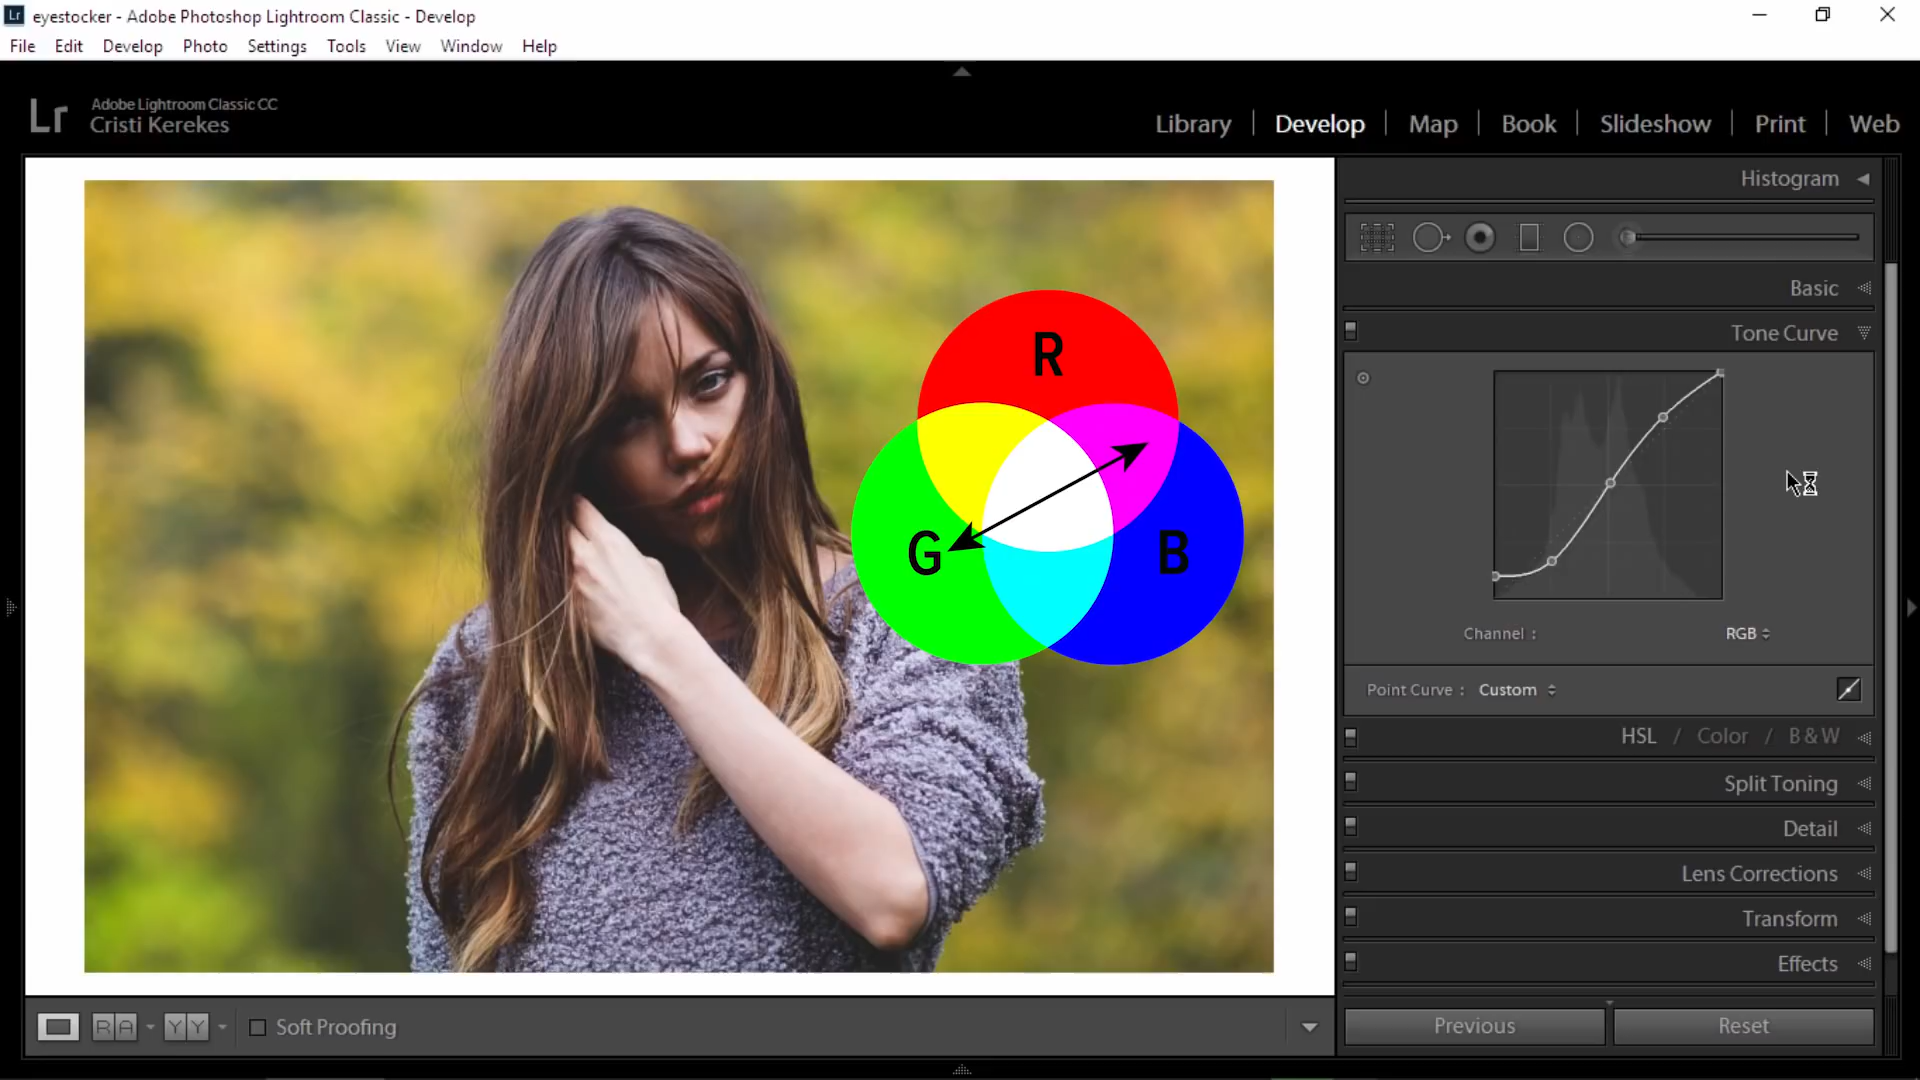 Lr eyestocker - Adobe Photoshop Lightroom Classic - Develop
File Edit Develop Photo Settings Tools View Window Help
Lr Adobe Lightroom Classic CC
Cristi Kerekes
Library | Develop | Map | Book | Slideshow | Print | Web
Histogram
Basic
Tone Curve
R
G
B
Channel : RGB
Point Curve : Custom
HSL / Color / B & W
Split Toning
Detail
Lens Corrections
Transform
Effects
R A Y Y Soft Proofing
Previous Reset